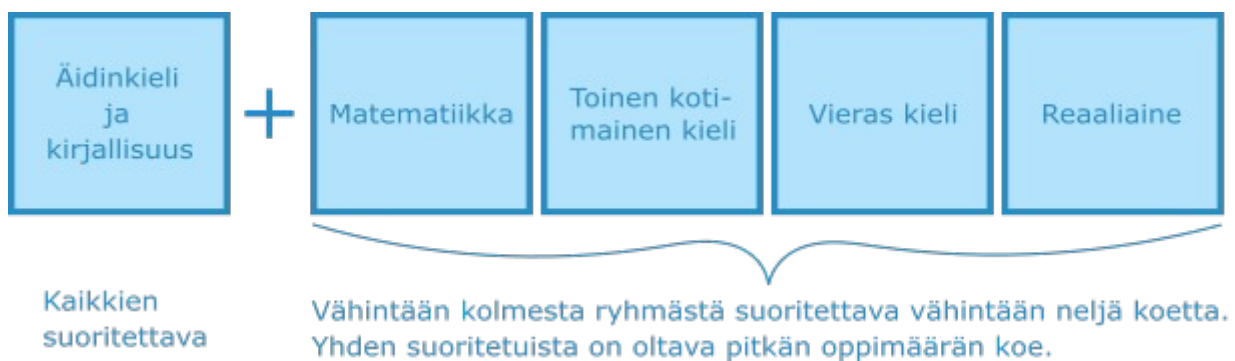 Äidinkieli
ja
kirjallisuus
+
Matematiikka
Toinen koti-
mainen kieli
Vieras kieli
Reaaliaine
Kaikkien
suoritettava
Vähintään kolmesta ryhmästä suoritettava vähintään neljä koetta.
Yhden suoritetuista on oltava pitkän oppimäärän koe.